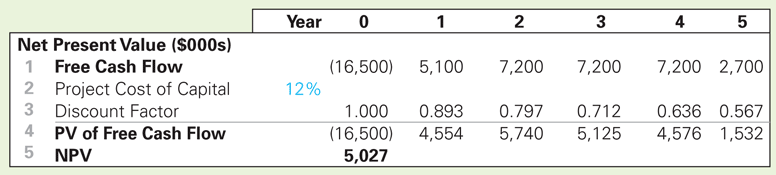 Year 0 1 2 3 4 5
Net Present Value ($000s)
1 Free Cash Flow (16,500) 5,100 7,200 7,200 7,200 2,700
2 Project Cost of Capital 12%
3 Discount Factor 1.000 0.893 0.797 0.712 0.636 0.567
4 PV of Free Cash Flow (16,500) 4,554 5,740 5,125 4,576 1,532
5 NPV 5,027